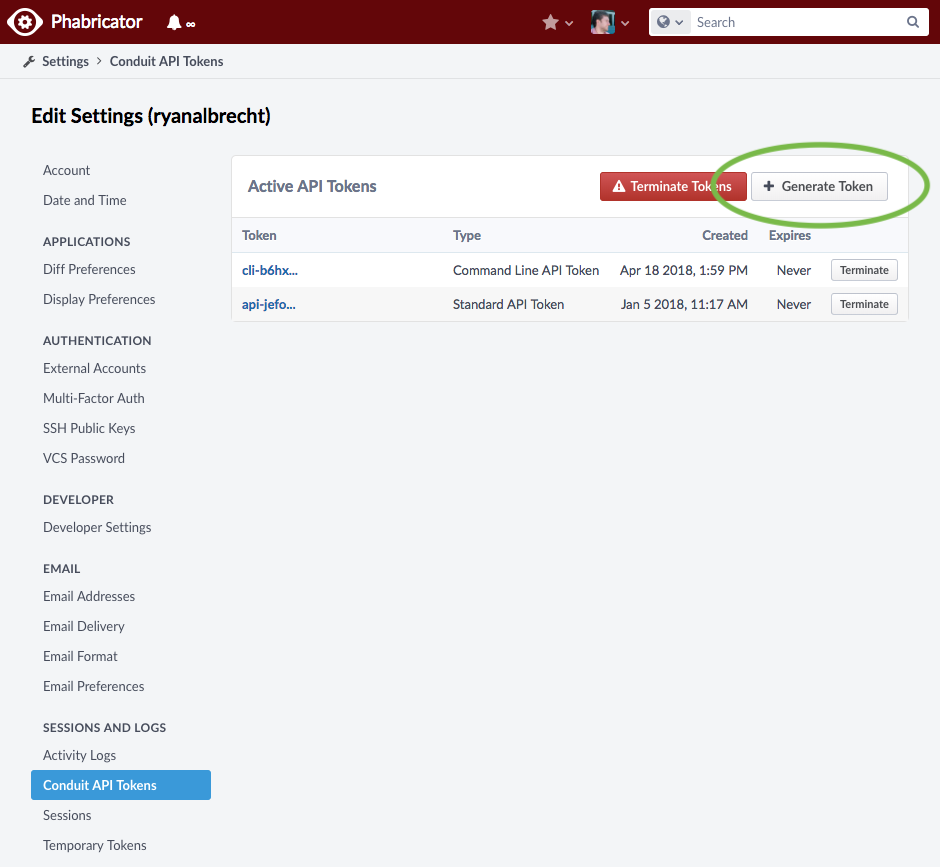 Phabricator ∞ Search
Settings > Conduit API Tokens
Edit Settings (ryanalbrecht)
Account
Date and Time
APPLICATIONS
Diff Preferences
Display Preferences
AUTHENTICATION
External Accounts
Multi-Factor Auth
SSH Public Keys
VCS Password
DEVELOPER
Developer Settings
EMAIL
Email Addresses
Email Delivery
Email Format
Email Preferences
SESSIONS AND LOGS
Activity Logs
Conduit API Tokens
Sessions
Temporary Tokens
Active API Tokens Terminate Tokens + Generate Token
Token Type Created Expires
cli-b6hx... Command Line API Token Apr 18 2018, 1:59 PM Never Terminate
api-jefo... Standard API Token Jan 5 2018, 11:17 AM Never Terminate